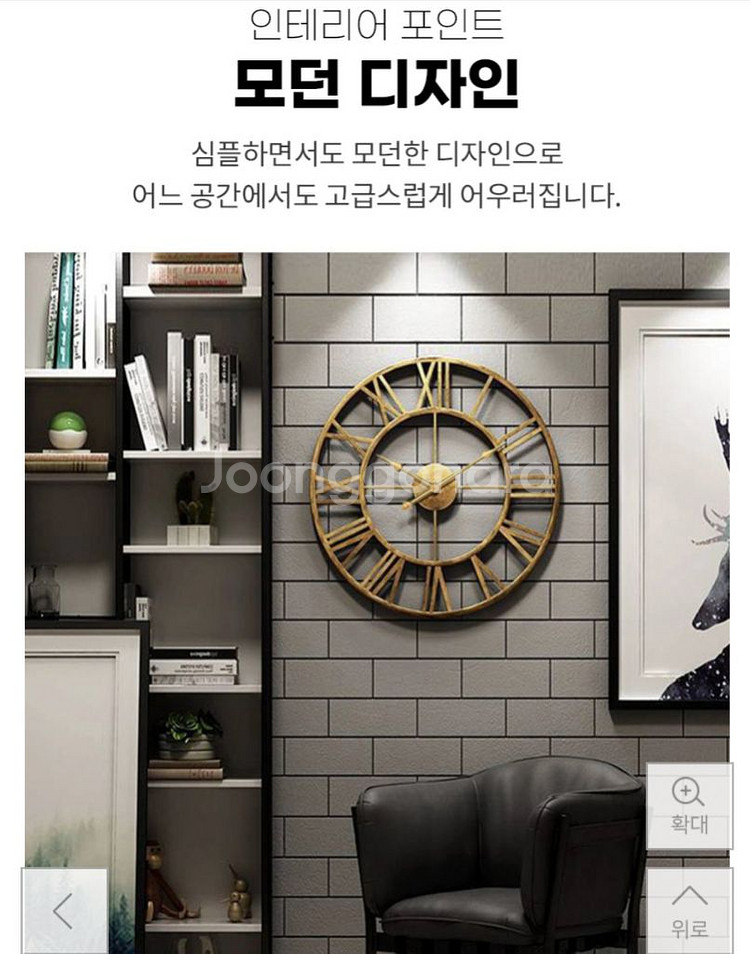 인테리어 포인트
모던 디자인
심플하면서도 모던한 디자인으로
어느 공간에서도 고급스럽게 어우러집니다.
Joonggonara
확대
위로